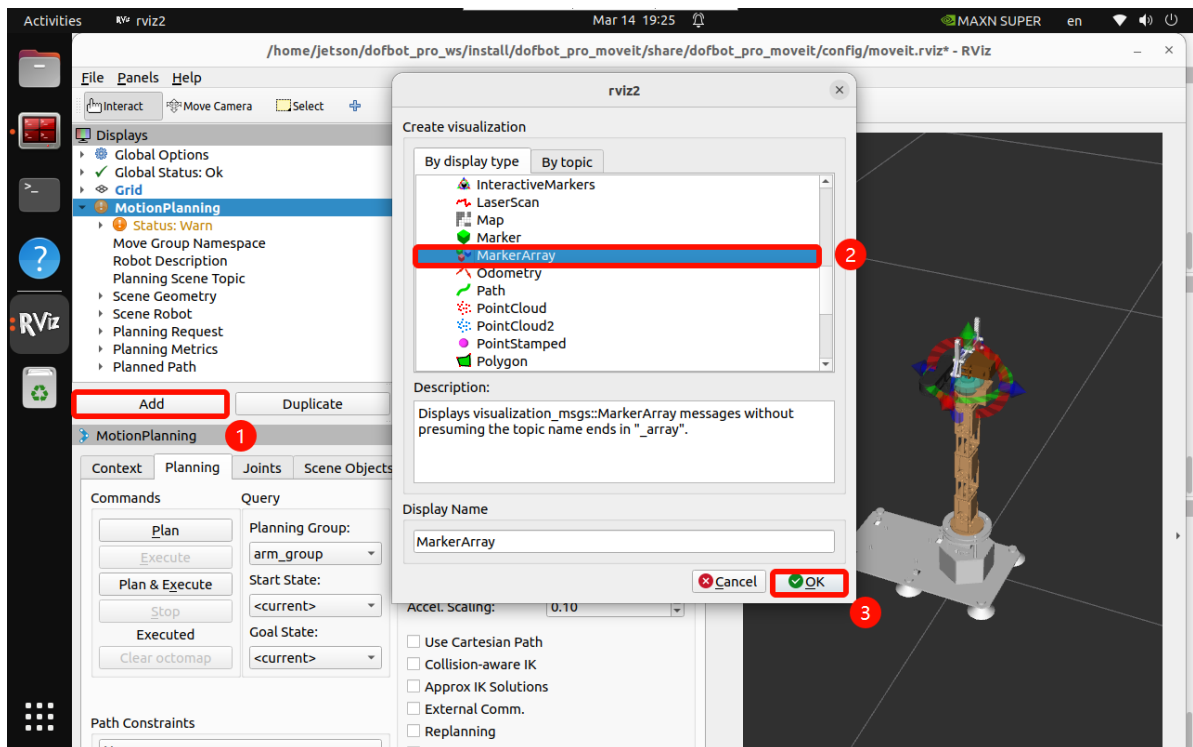 Activities
RViz rviz2
Mar 14 19:25
MAXN SUPER
en
/home/jetson/dofbot_pro_ws/install/dofbot_pro_moveit/share/dofbot_pro_moveit/config/moveit.rviz* - RViz
File Panels Help
Interact Move Camera Select
Displays
Global Options
Global Status: Ok
Grid
MotionPlanning
Status: Warn
Move Group Namespace
Robot Description
Planning Scene Topic
Scene Geometry
Scene Robot
Planning Request
Planning Metrics
Planned Path
Add Duplicate
1
MotionPlanning
Context Planning Joints Scene Objects
Commands Query
Plan
Execute
Plan & Execute
Stop
Executed
Clear octomap
Planning Group:
arm_group
Start State:
<current>
Goal State:
<current>
Path Constraints
Accel. Scaling: 0.10
Use Cartesian Path
Collision-aware IK
Approx IK Solutions
External Comm.
Replanning
rviz2
Create visualization
By display type By topic
InteractiveMarkers
LaserScan
Map
Marker
MarkerArray
2
Odometry
Path
PointCloud
PointCloud2
PointStamped
Polygon
Description:
Displays visualization_msgs::MarkerArray messages without
presuming the topic name ends in "_array".
Display Name
MarkerArray
Cancel OK
3
RViz
>_
?